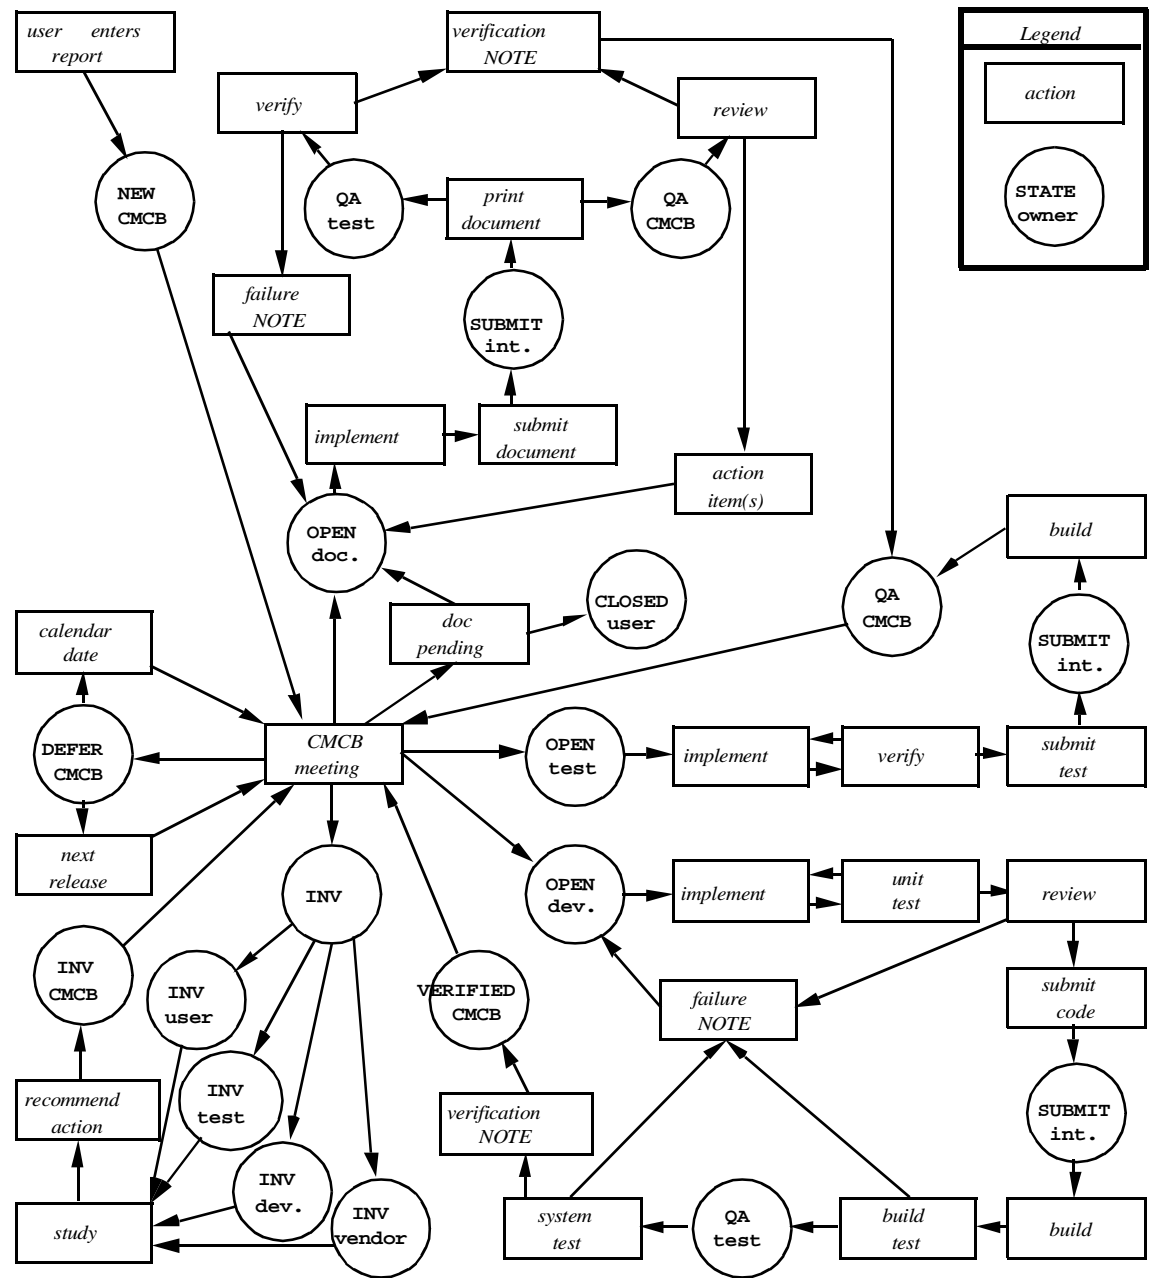 user enters
report
verification
NOTE
Legend
action
STATE
owner
verify
review
NEW
CMCB
QA
test
print
document
QA
CMCB
failure
NOTE
SUBMIT
int.
implement
submit
document
action
item(s)
OPEN
doc.
build
CLOSED
user
QA
CMCB
calendar
date
doc
pending
SUBMIT
int.
DEFER
CMCB
CMCB
meeting
OPEN
test
implement
verify
submit
test
next
release
INV
OPEN
dev.
implement
unit
test
review
INV
CMCB
INV
user
VERIFIED
CMCB
failure
NOTE
submit
code
recommend
action
INV
test
verification
NOTE
SUBMIT
int.
study
INV
dev.
INV
vendor
system
test
QA
test
build
test
build